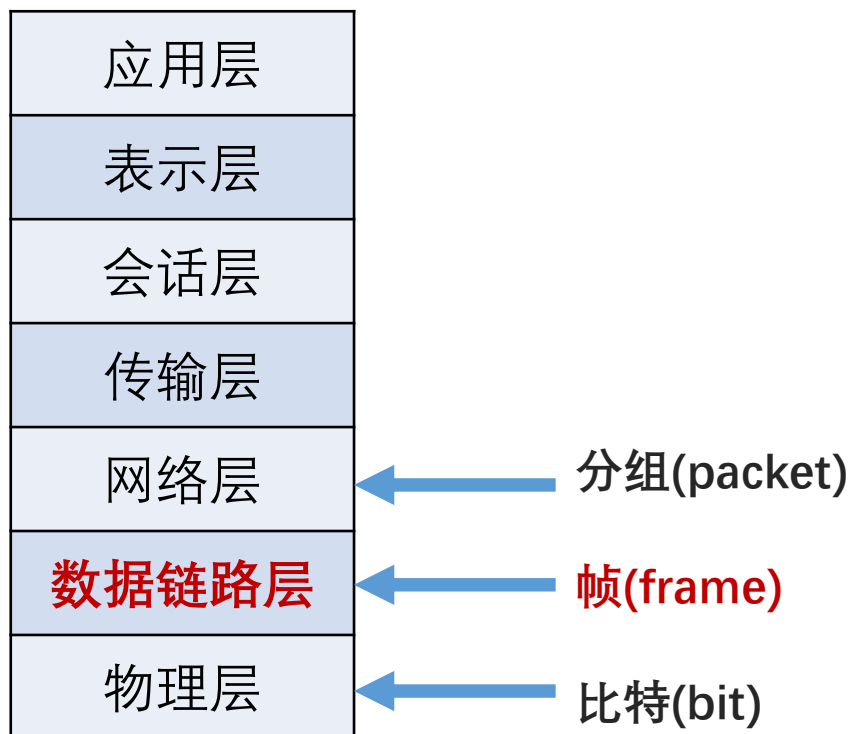 应用层
表示层
会话层
传输层
网络层
分组(packet)
数据链路层
帧(frame)
物理层
比特(bit)